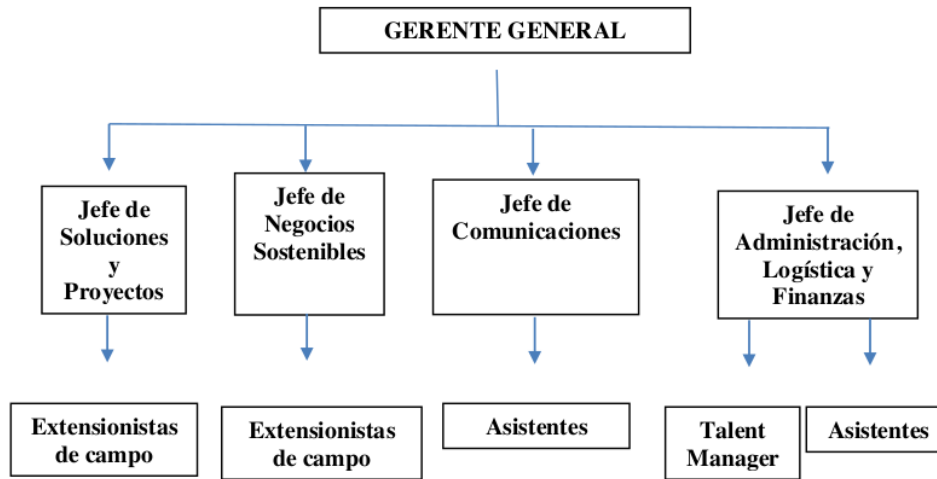 GERENTE GENERAL
Jefe de
Soluciones
y
Proyectos
Jefe de
Negocios
Sostenibles
Jefe de
Comunicaciones
Jefe de
Administración,
Logística y
Finanzas
Extensionistas
de campo
Extensionistas
de campo
Asistentes
Talent
Manager
Asistentes